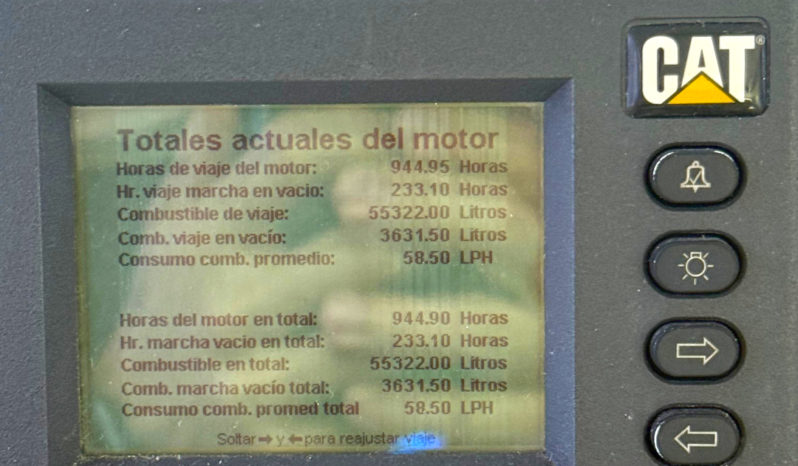 CAT®
Totales actuales del motor
Horas de viaje del motor: 944.95 Horas
Hr. viaje marcha en vacio: 233.10 Horas
Combustible de viaje: 55322.00 Litros
Comb. viaje en vacío: 3631.50 Litros
Consumo comb. promedio: 58.50 LPH
Horas del motor en total: 944.90 Horas
Hr. marcha vacio en total: 233.10 Horas
Combustible en total: 55322.00 Litros
Comb. marcha vacío total: 3631.50 Litros
Consumo comb. promed total 58.50 LPH
Soltar ➡ y ⬅ para reajustar viaje